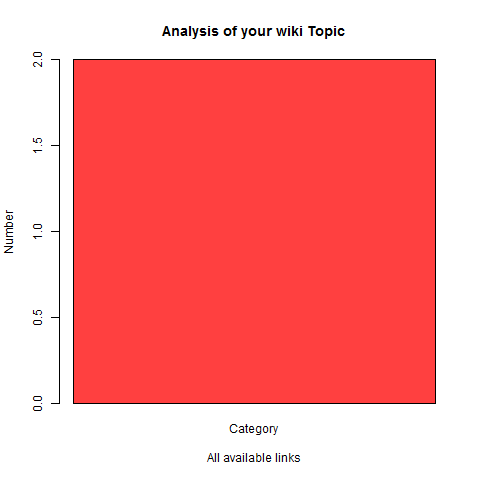 Analysis of your wiki Topic
2.0
1.5
1.0
0.5
0.0
Number
Category
All available links